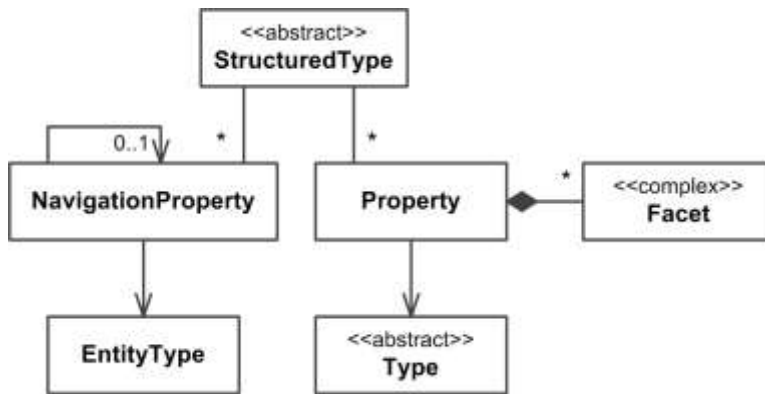 <<abstract>>
StructuredType
0..1
*
*
NavigationProperty
Property
*
<<complex>>
Facet
EntityType
<<abstract>>
Type